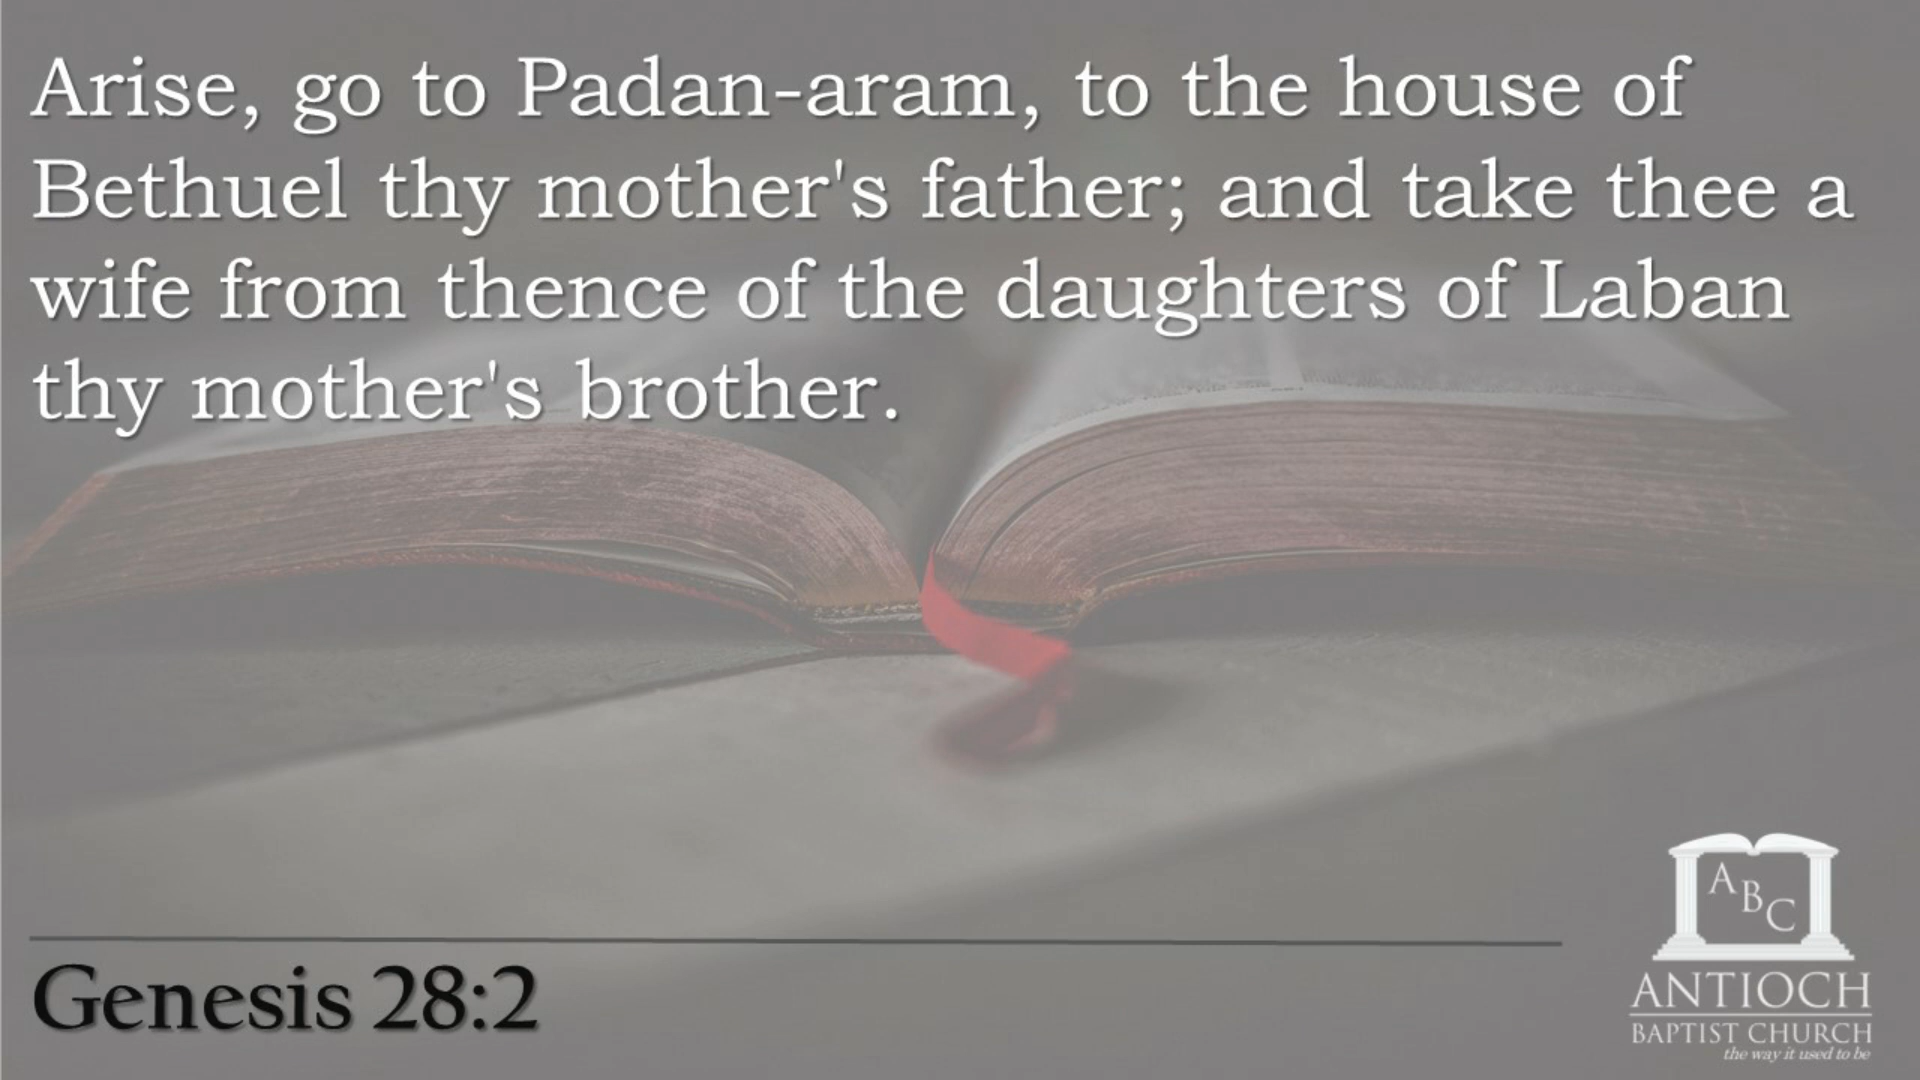 Arise, go to Padan-aram, to the house of
Bethuel thy mother's father; and take thee a
wife from thence of the daughters of Laban
thy mother's brother.
Genesis 28:2
A B C
ANTIOCH
BAPTIST CHURCH
the way it used to be